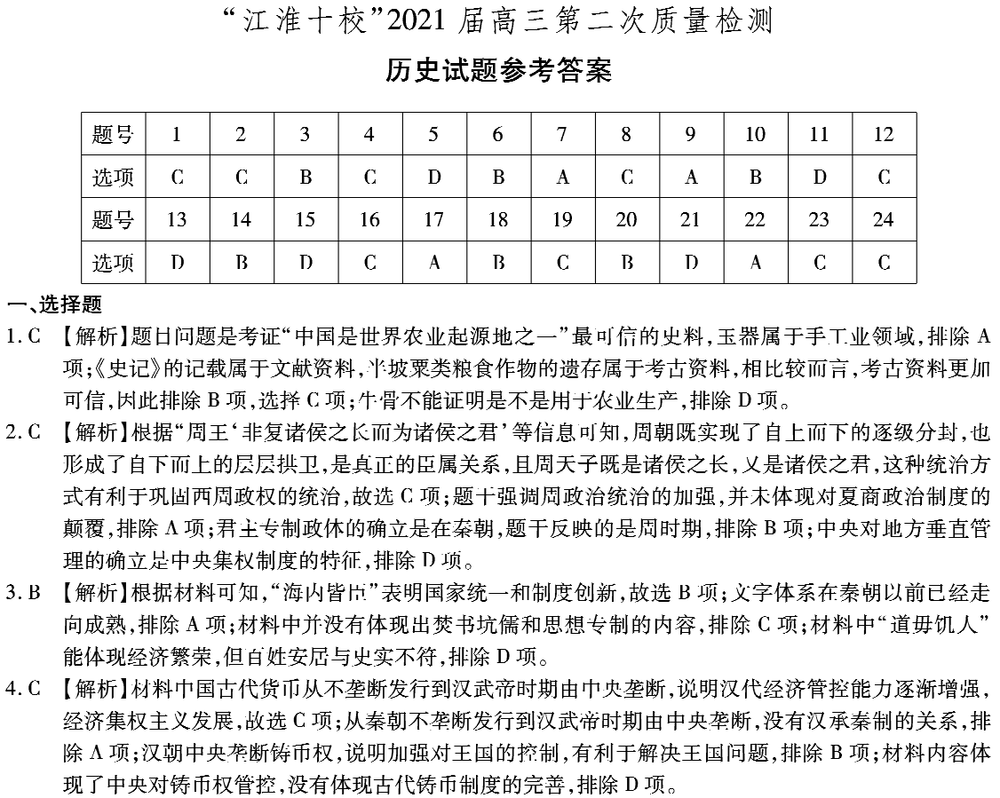 “江淮十校”2021 届高三第二次质量检测
历史试题参考答案
题号 1 2 3 4 5 6 7 8 9 10 11 12
选项 C C B C D B A C A B D C
题号 13 14 15 16 17 18 19 20 21 22 23 24
选项 D B D C A B C B D A C C
一、选择题
1. C 【解析】题目问题是考证“中国是世界农业起源地之一”最可信的史料,玉器属于手工业领域,排除 A
项;《史记》的记载属于文献资料,半坡粟类粮食作物的遗存属于考古资料,相比较而言,考古资料更加
可信,因此排除 B 项,选择 C 项;牛骨不能证明是不是用于农业生产,排除 D 项。
2. C 【解析】根据“周王‘非复诸侯之长而为诸侯之君’等信息可知,周朝既实现了自上而下的逐级分封,也
形成了自下而上的层层拱卫,是真正的臣属关系,且周天子既是诸侯之长,又是诸侯之君,这种统治方
式有利于巩固西周政权的统治,故选 C 项;题干强调周政治统治的加强,并未体现对夏商政治制度的
颠覆,排除 A 项;君主专制政体的确立是在秦朝,题干反映的是周时期,排除 B 项;中央对地方垂直管
理的确立是中央集权制度的特征,排除 D 项。
3. B 【解析】根据材料可知,“海内皆臣”表明国家统一和制度创新,故选 B 项;文字体系在秦朝以前已经走
向成熟,排除 A 项;材料中并没有体现出焚书坑儒和思想专制的内容,排除 C 项;材料中“道毋饥人”
能体现经济繁荣,但百姓安居与史实不符,排除 D 项。
4. C 【解析】材料中国古代货币从不垄断发行到汉武帝时期由中央垄断,说明汉代经济管控能力逐渐增强,
经济集权主义发展,故选 C 项;从秦朝不垄断发行到汉武帝时期由中央垄断,没有汉承秦制的关系,排
除 A 项;汉朝中央垄断铸币权,说明加强对王国的控制,有利于解决王国问题,排除 B 项;材料内容体
现了中央对铸币权管控,没有体现古代铸币制度的完善,排除 D 项。